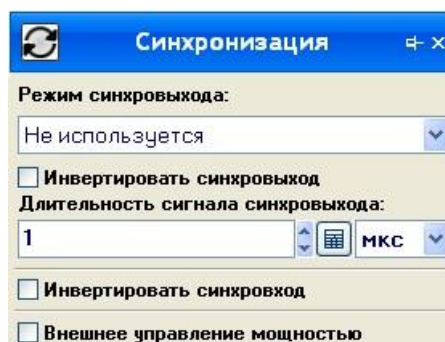 Синхронизация
Режим синхровыхода:
Не используется
Инвертировать синхровыход
Длительность сигнала синхровыхода:
1 мкс
Инвертировать синхровход
Внешнее управление мощностью